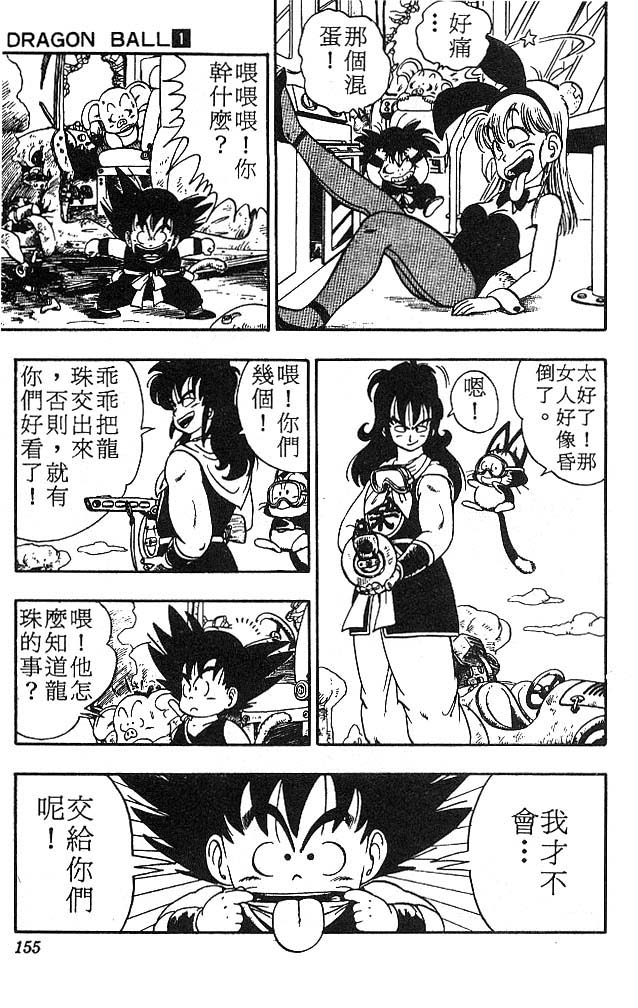 DRAGON BALL 1
好痛
…
那個混
蛋！
喂喂喂！你
幹什麼？
太好了！那
女人好像昏
倒了。
嗯！
喂！你們
幾個！
乖乖把龍
珠交出來
，否則，就有
你們好看了！
喂！他怎
麼知道龍
珠的事？
我才不
會…
交給你們
呢！
155